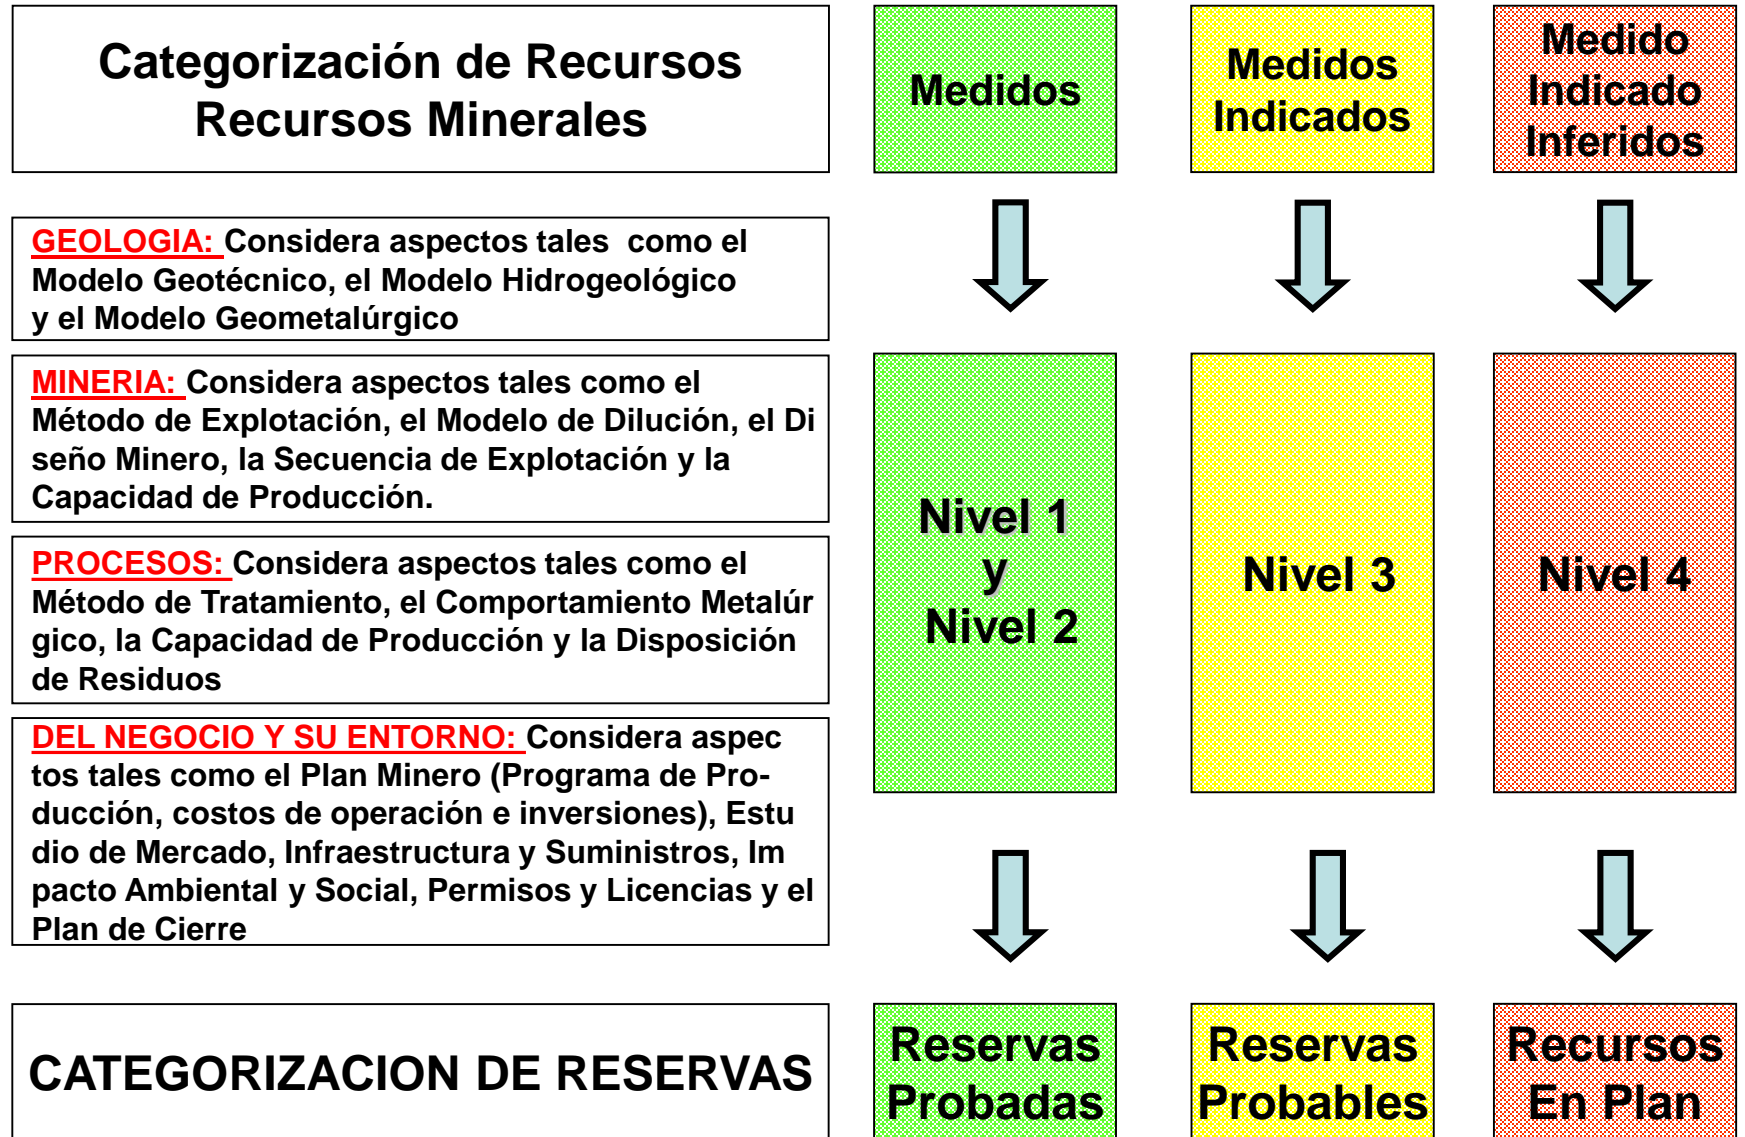 Categorización de Recursos
Recursos Minerales
Medidos
Medidos
Indicados
Medido
Indicado
Inferidos
GEOLOGIA: Considera aspectos tales como el
Modelo Geotécnico, el Modelo Hidrogeológico
y el Modelo Geometalúrgico
MINERIA: Considera aspectos tales como el
Método de Explotación, el Modelo de Dilución, el Di
seño Minero, la Secuencia de Explotación y la
Capacidad de Producción.
PROCESOS: Considera aspectos tales como el
Método de Tratamiento, el Comportamiento Metalúr
gico, la Capacidad de Producción y la Disposición
de Residuos
DEL NEGOCIO Y SU ENTORNO: Considera aspec
tos tales como el Plan Minero (Programa de Pro-
ducción, costos de operación e inversiones), Estu
dio de Mercado, Infraestructura y Suministros, Im
pacto Ambiental y Social, Permisos y Licencias y el
Plan de Cierre
Nivel 1
y
Nivel 2
Nivel 3
Nivel 4
CATEGORIZACION DE RESERVAS
Reservas
Probadas
Reservas
Probables
Recursos
En Plan